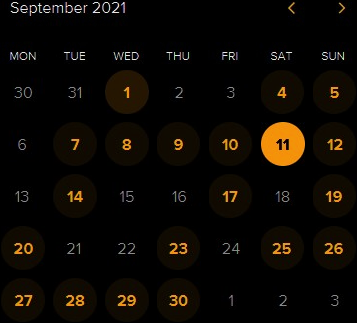 September 2021 < >
MON TUE WED THU FRI SAT SUN
30 31 1 2 3 4 5
6 7 8 9 10 11 12
13 14 15 16 17 18 19
20 21 22 23 24 25 26
27 28 29 30 1 2 3